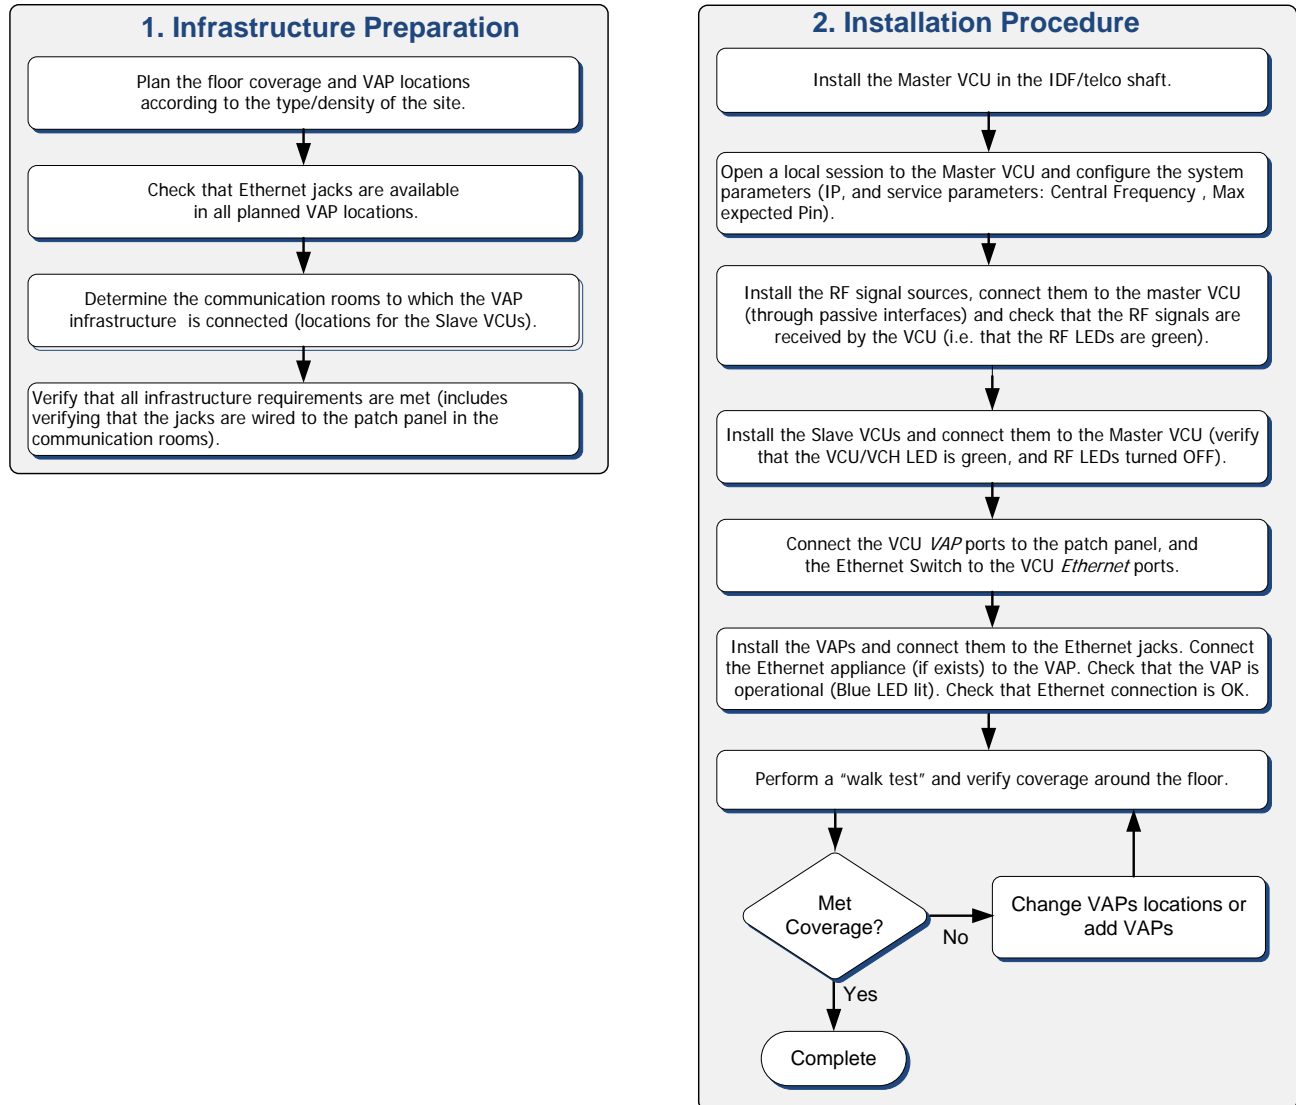 1. Infrastructure Preparation
Plan the floor coverage and VAP locations
according to the type/density of the site.
Check that Ethernet jacks are available
in all planned VAP locations.
Determine the communication rooms to which the VAP
infrastructure is connected (locations for the Slave VCUs).
Verify that all infrastructure requirements are met (includes
verifying that the jacks are wired to the patch panel in the
communication rooms).
2. Installation Procedure
Install the Master VCU in the IDF/telco shaft.
Open a local session to the Master VCU and configure the system
parameters (IP, and service parameters: Central Frequency , Max
expected Pin).
Install the RF signal sources, connect them to the master VCU
(through passive interfaces) and check that the RF signals are
received by the VCU (i.e. that the RF LEDs are green).
Install the Slave VCUs and connect them to the Master VCU (verify
that the VCU/VCH LED is green, and RF LEDs turned OFF).
Connect the VCU VAP ports to the patch panel, and
the Ethernet Switch to the VCU Ethernet ports.
Install the VAPs and connect them to the Ethernet jacks. Connect
the Ethernet appliance (if exists) to the VAP. Check that the VAP is
operational (Blue LED lit). Check that Ethernet connection is OK.
Perform a “walk test” and verify coverage around the floor.
Met
Coverage?
No
Change VAPs locations or
add VAPs
Yes
Complete